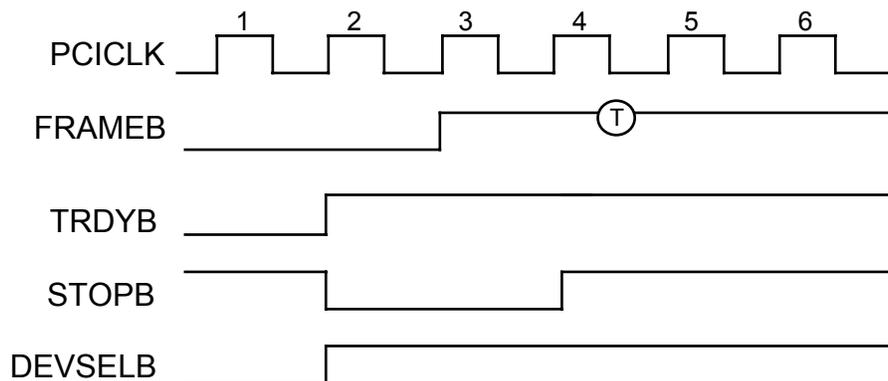 1 2 3 4 5 6
PCICLK
FRAMEB
T
TRDYB
STOPB
DEVSELB